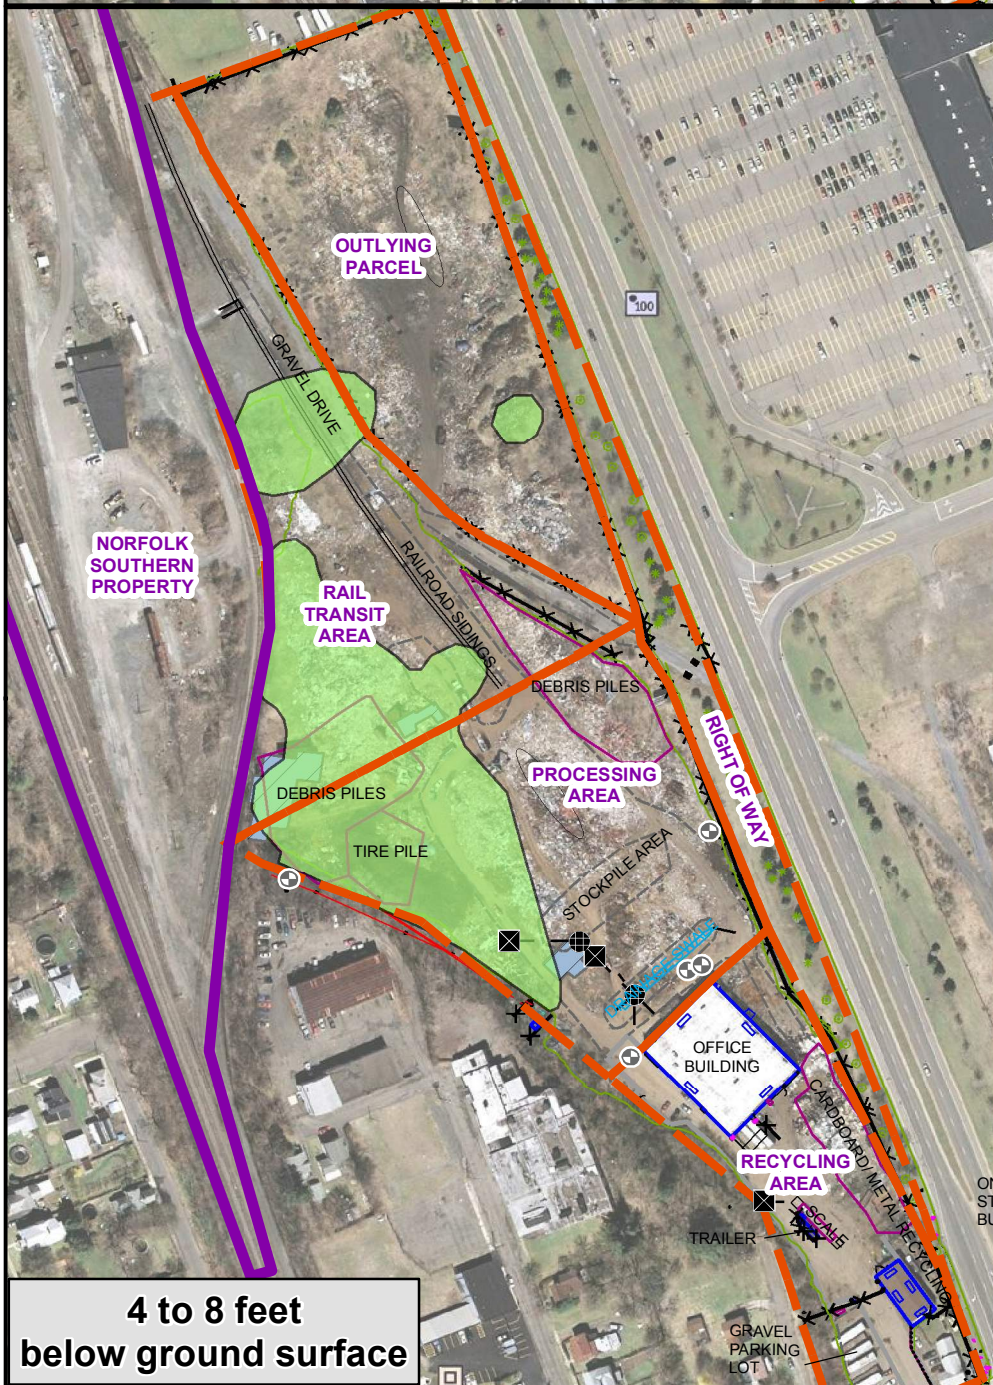 OUTLYING
PARCEL
100
GRAVEL DRIVE
NORFOLK
SOUTHERN
PROPERTY
RAIL
TRANSIT
AREA
RAILROAD SIDINGS
DEBRIS PILES
RIGHT OF WAY
PROCESSING
AREA
DEBRIS PILES
TIRE PILE
STOCKPILE AREA
DRAINAGE SWALE
OFFICE
BUILDING
CARDBOARD/ METAL RECYCLING
RECYCLING
AREA
SCALE
TRAILER
GRAVEL
PARKING
LOT
4 to 8 feet
below ground surface